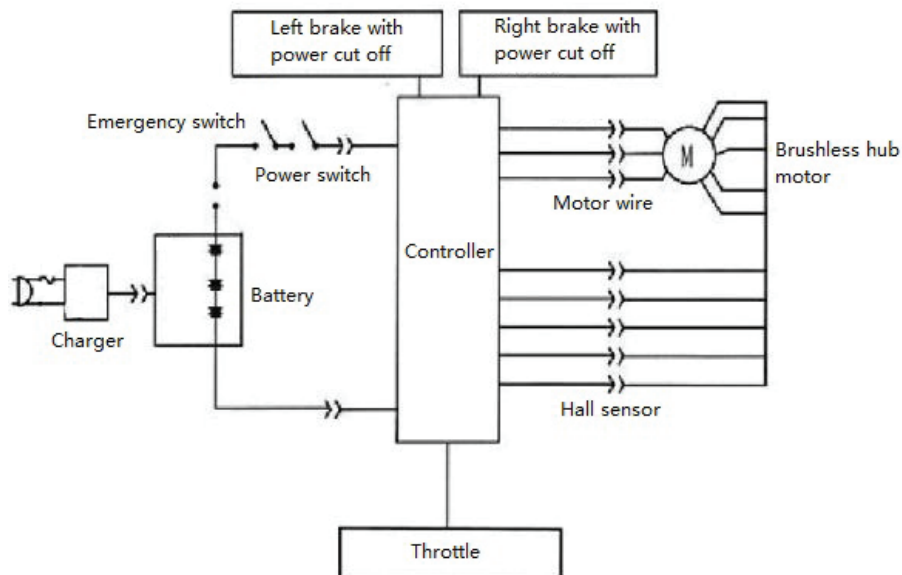 Left brake with
power cut off
Right brake with
power cut off
Emergency switch
Power switch
M
Brushless hub
motor
Motor wire
Controller
Battery
Charger
Hall sensor
Throttle